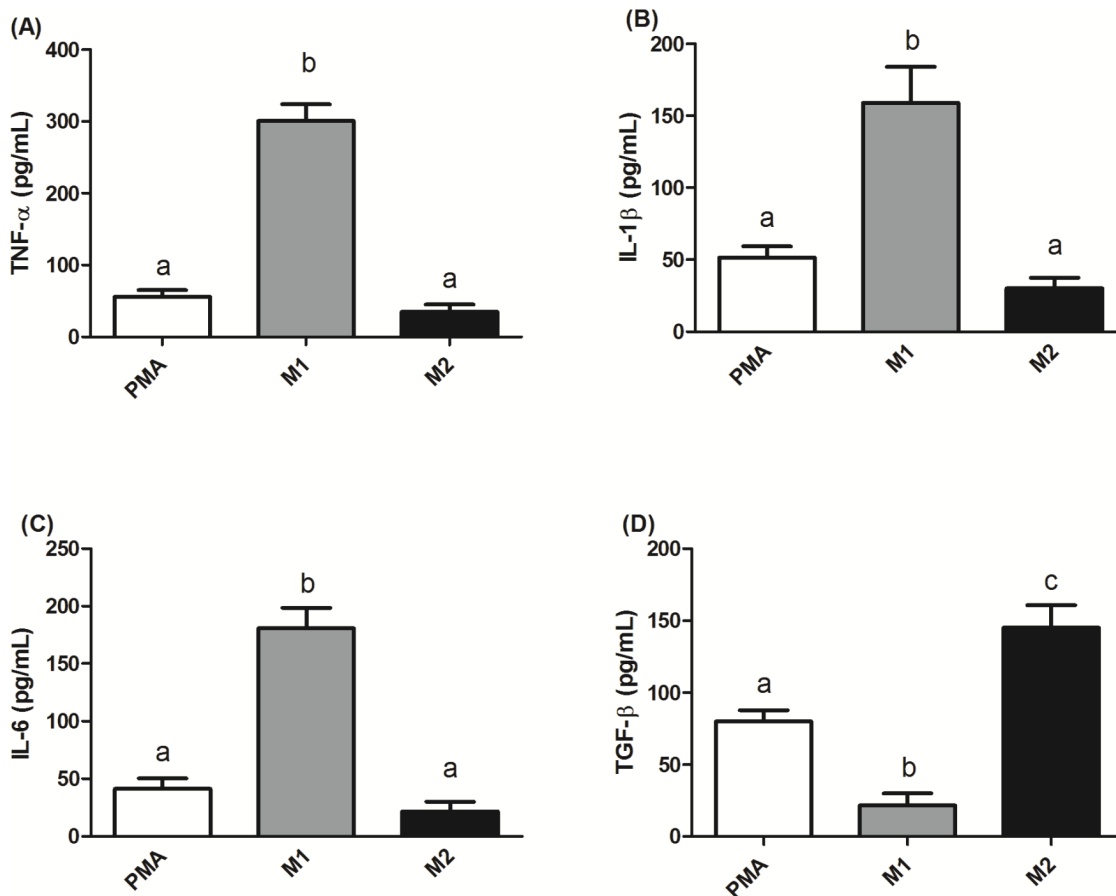 (A)
TNF-α (pg/mL)
400
300
200
100
0
a
b
a
PMA
M1
M2
(B)
IL-1β (pg/mL)
200
150
100
50
0
a
b
a
PMA
M1
M2
(C)
IL-6 (pg/mL)
250
200
150
100
50
0
a
b
a
PMA
M1
M2
(D)
TGF-β (pg/mL)
200
150
100
50
0
a
b
c
PMA
M1
M2